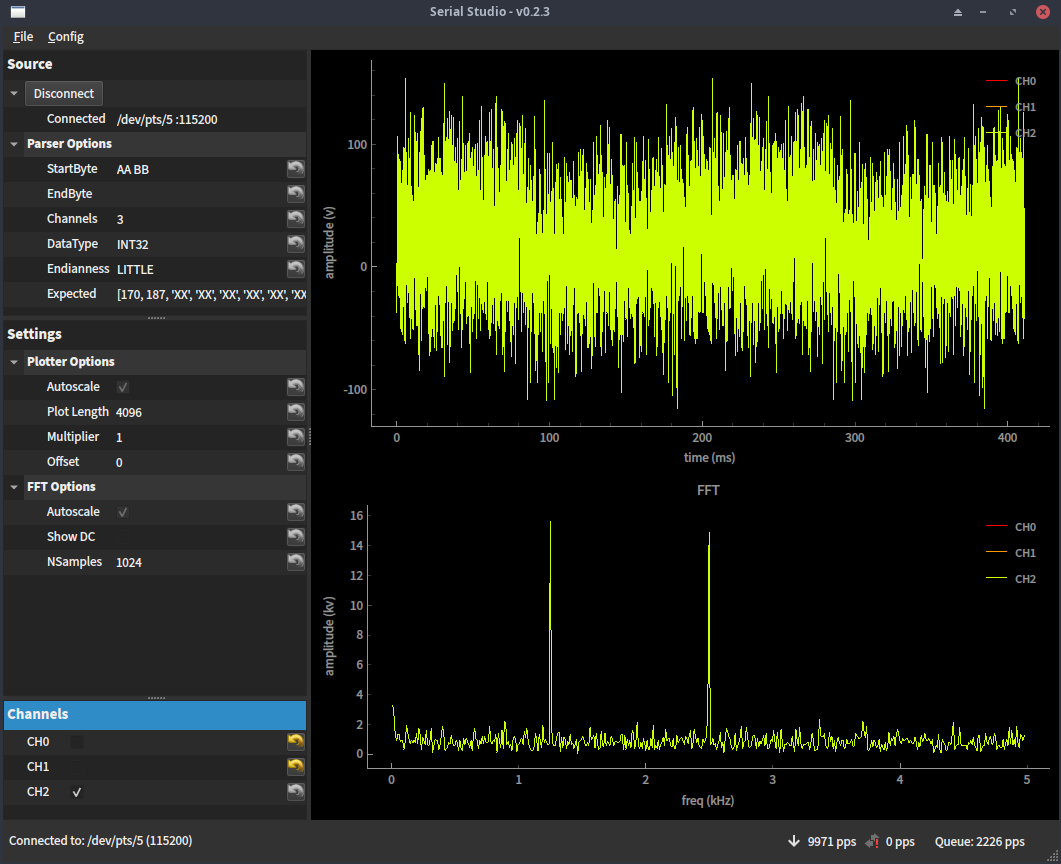 Serial Studio - v0.2.3
File Config
Source
Disconnect
Connected /dev/pts/5 :115200
Parser Options
StartByte AA BB
EndByte
Channels 3
DataType INT32
Endianness LITTLE
Expected [170, 187, 'XX', 'XX', 'XX', 'XX', 'XX', 'XX
Settings
Plotter Options
Autoscale
Plot Length 4096
Multiplier 1
Offset 0
FFT Options
Autoscale
Show DC
NSamples 1024
Channels
CH0
CH1
CH2
amplitude (v)
100
0
-100
0 100 200 300 400
time (ms)
CH0
CH1
CH2
FFT
amplitude (kv)
16
14
12
10
8
6
4
2
0
0 1 2 3 4 5
freq (kHz)
CH0
CH1
CH2
Connected to: /dev/pts/5 (115200) 9971 pps 0 pps Queue: 2226 pps